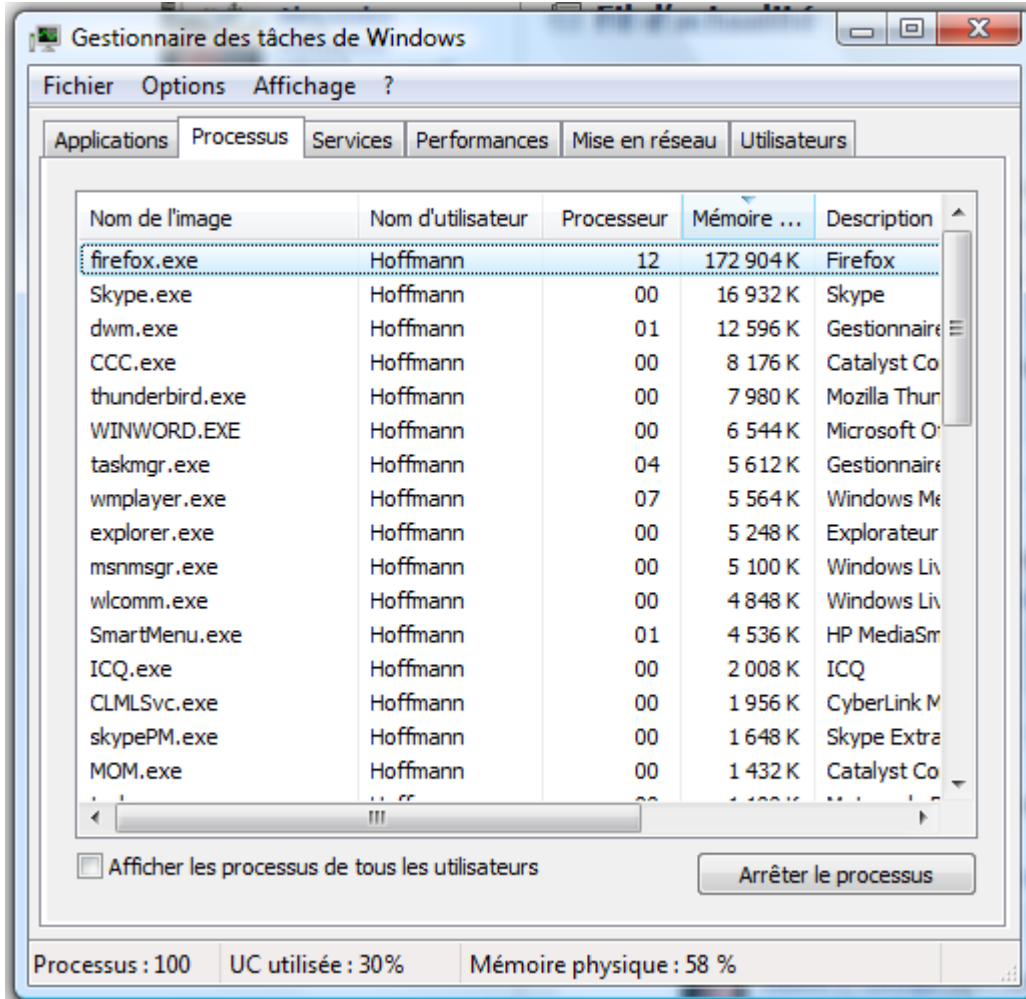 Gestionnaire des tâches de Windows
Fichier Options Affichage ?
Applications Processus Services Performances Mise en réseau Utilisateurs
Nom de l'image Nom d'utilisateur Processeur Mémoire ... Description
firefox.exe Hoffmann 12 172 904 K Firefox
Skype.exe Hoffmann 00 16 932 K Skype
dwm.exe Hoffmann 01 12 596 K Gestionnaire
CCC.exe Hoffmann 00 8 176 K Catalyst Co
thunderbird.exe Hoffmann 00 7 980 K Mozilla Thun
WINWORD.EXE Hoffmann 00 6 544 K Microsoft O
taskmgr.exe Hoffmann 04 5 612 K Gestionnaire
wmplayer.exe Hoffmann 07 5 564 K Windows Me
explorer.exe Hoffmann 00 5 248 K Explorateur
msnmsgr.exe Hoffmann 00 5 100 K Windows Liv
wlcomm.exe Hoffmann 00 4 848 K Windows Liv
SmartMenu.exe Hoffmann 01 4 536 K HP MediaSm
ICQ.exe Hoffmann 00 2 008 K ICQ
CLMLSvc.exe Hoffmann 00 1 956 K CyberLink M
skypePM.exe Hoffmann 00 1 648 K Skype Extra
MOM.exe Hoffmann 00 1 432 K Catalyst Co
Afficher les processus de tous les utilisateurs
Arrêter le processus
Processus : 100 UC utilisée : 30% Mémoire physique : 58 %